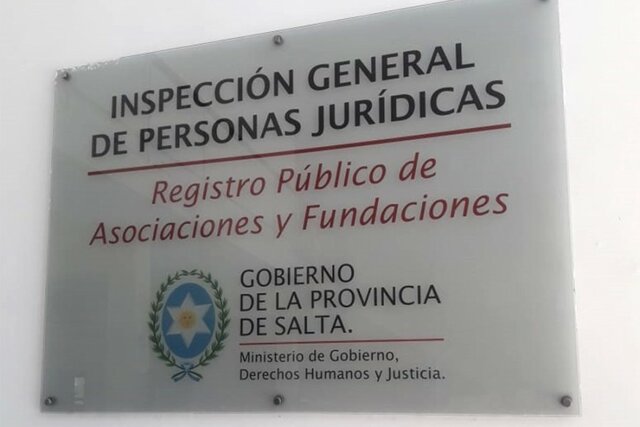 INSPECCIÓN GENERAL
DE PERSONAS JURÍDICAS
Registro Público de
Asociaciones y Fundaciones
GOBIERNO
DE LA PROVINCIA
DE SALTA.
Ministerio de Gobierno,
Derechos Humanos y Justicia.